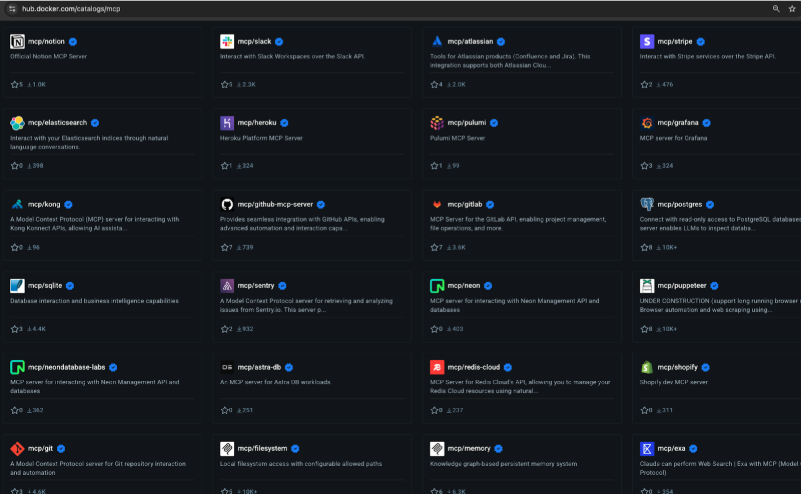 hub.docker.com/catalogs/mcp
mcp/notion
Official Notion MCP Server
5 1.0K
mcp/slack
Interact with Slack Workspaces over the Slack API.
5 2.3K
mcp/atlassian
Tools for Atlassian products (Confluence and Jira). This
integration supports both Atlassian Clou...
4 2.0K
mcp/stripe
Interact with Stripe services over the Stripe API.
2 476
mcp/elasticsearch
Interact with your Elasticsearch indices through natural
language conversations.
0 398
mcp/heroku
Heroku Platform MCP Server
1 324
mcp/pulumi
Pulumi MCP Server
1 99
mcp/grafana
MCP server for Grafana
3 324
mcp/kong
A Model Context Protocol (MCP) server for interacting with
Kong Konnect APIs, allowing AI assista...
0 96
mcp/github-mcp-server
Provides seamless integration with GitHub APIs, enabling
advanced automation and interaction capa...
7 739
mcp/gitlab
MCP Server for the GitLab API, enabling project management,
file operations, and more.
7 3.6K
mcp/postgres
Connect with read-only access to PostgreSQL databases
server enables LLMs to inspect databa...
8 10K+
mcp/sqlite
Database interaction and business intelligence capabilities
3 4.4K
mcp/sentry
A Model Context Protocol server for retrieving and analyzing
issues from Sentry.io. This server p...
2 932
mcp/neon
MCP server for interacting with Neon Management API and
databases
0 403
mcp/puppeteer
UNDER CONSTRUCTION (support long running browser
Browser automation and web scraping using...
8 10K+
mcp/neondatabase-labs
MCP server for interacting with Neon Management API and
databases
0 362
mcp/astra-db
An MCP server for Astra DB workloads
0 251
mcp/redis-cloud
MCP Server for Redis Cloud's API, allowing you to manage your
Redis Cloud resources using natural...
0 237
mcp/shopify
Shopify dev MCP server
0 311
mcp/git
A Model Context Protocol server for Git repository interaction
and automation
3 4.6K
mcp/filesystem
Local filesystem access with configurable allowed paths
5 10K+
mcp/memory
Knowledge graph-based persistent memory system
6 6.3K
mcp/exa
Claude can perform Web Search | Exa with MCP (Model
Protocol)
0 354